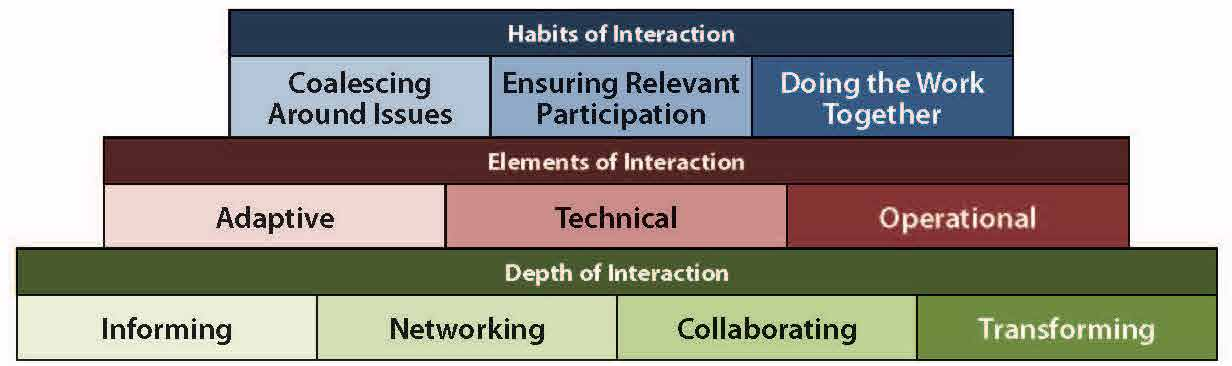 Habits of Interaction
Coalescing
Around Issues
Ensuring Relevant
Participation
Doing the Work
Together
Elements of Interaction
Adaptive
Technical
Operational
Depth of Interaction
Informing
Networking
Collaborating
Transforming